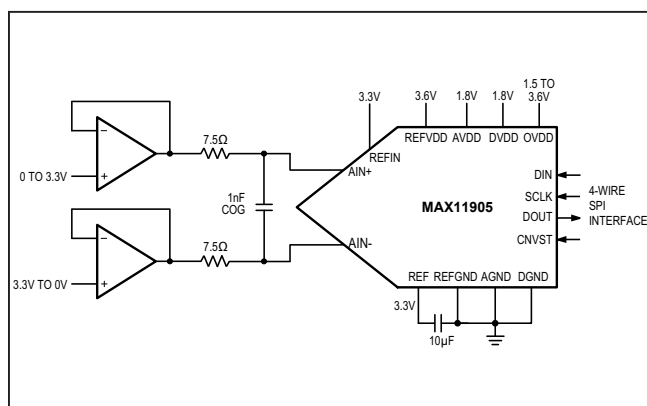 3.3V
3.6V
1.8V
1.8V
1.5 TO
3.6V
REFVDD
AVDD
DVDD
OVDD
REFIN
7.5Ω
−
+
0 TO 3.3V
AIN+
DIN
SCLK
DOUT
CNVST
4-WIRE
SPI
INTERFACE
1nF
COG
MAX11905
7.5Ω
−
+
3.3V TO 0V
AIN-
REF
REFGND
AGND
DGND
3.3V
10µF